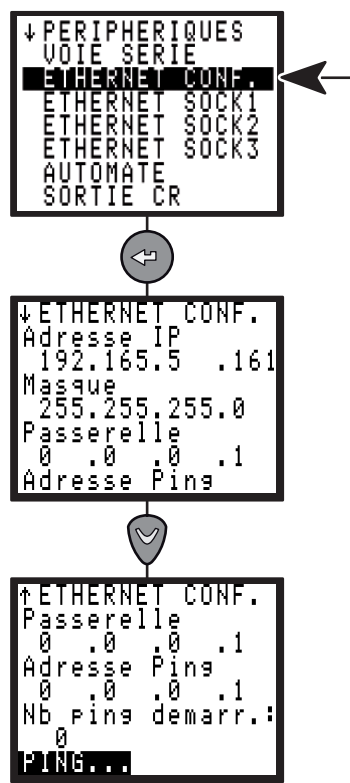 ↓PERIPHERIQUES
VOIE SERIE
ETHERNET CONF.
ETHERNET SOCK1
ETHERNET SOCK2
ETHERNET SOCK3
AUTOMATE
SORTIE CR
↓ETHERNET CONF.
Adresse IP
192.165.5 .161
Masque
255.255.255.0
Passerelle
0 .0 .0 .1
Adresse Ping
↑ETHERNET CONF.
Passerelle
0 .0 .0 .1
Adresse Ping
0 .0 .0 .1
Nb ping demarr.:
0
PING...